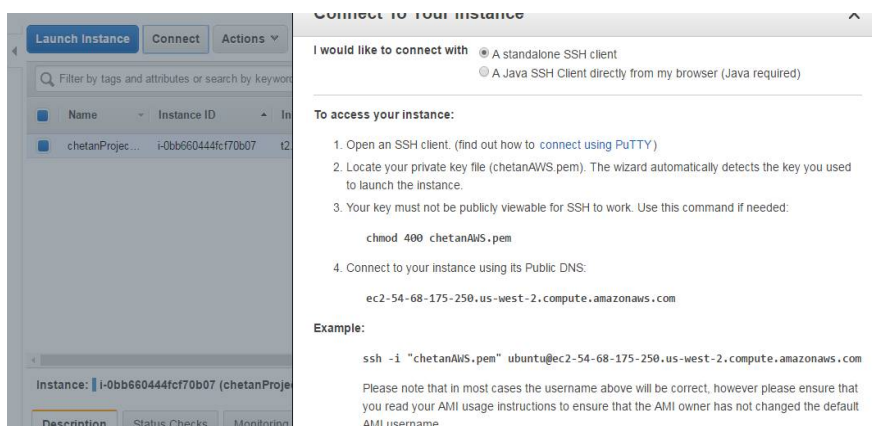 Connect To Your Instance
Launch Instance Connect Actions
I would like to connect with A standalone SSH client
A Java SSH Client directly from my browser (Java required)
Filter by tags and attributes or search by keyword
Name Instance ID In
chetanProjec... i-0bb660444fcf70b07 t2.
To access your instance:
1. Open an SSH client. (find out how to connect using PuTTY)
2. Locate your private key file (chetanAWS.pem). The wizard automatically detects the key you used
to launch the instance.
3. Your key must not be publicly viewable for SSH to work. Use this command if needed:
chmod 400 chetanAWS.pem
4. Connect to your instance using its Public DNS:
ec2-54-68-175-250.us-west-2.compute.amazonaws.com
Example:
ssh -i "chetanAWS.pem" ubuntu@ec2-54-68-175-250.us-west-2.compute.amazonaws.com
Please note that in most cases the username above will be correct, however please ensure that
you read your AMI usage instructions to ensure that the AMI owner has not changed the default
AMI username.
Instance: i-0bb660444fcf70b07 (chetanProje
Description Status Checks Monitoring